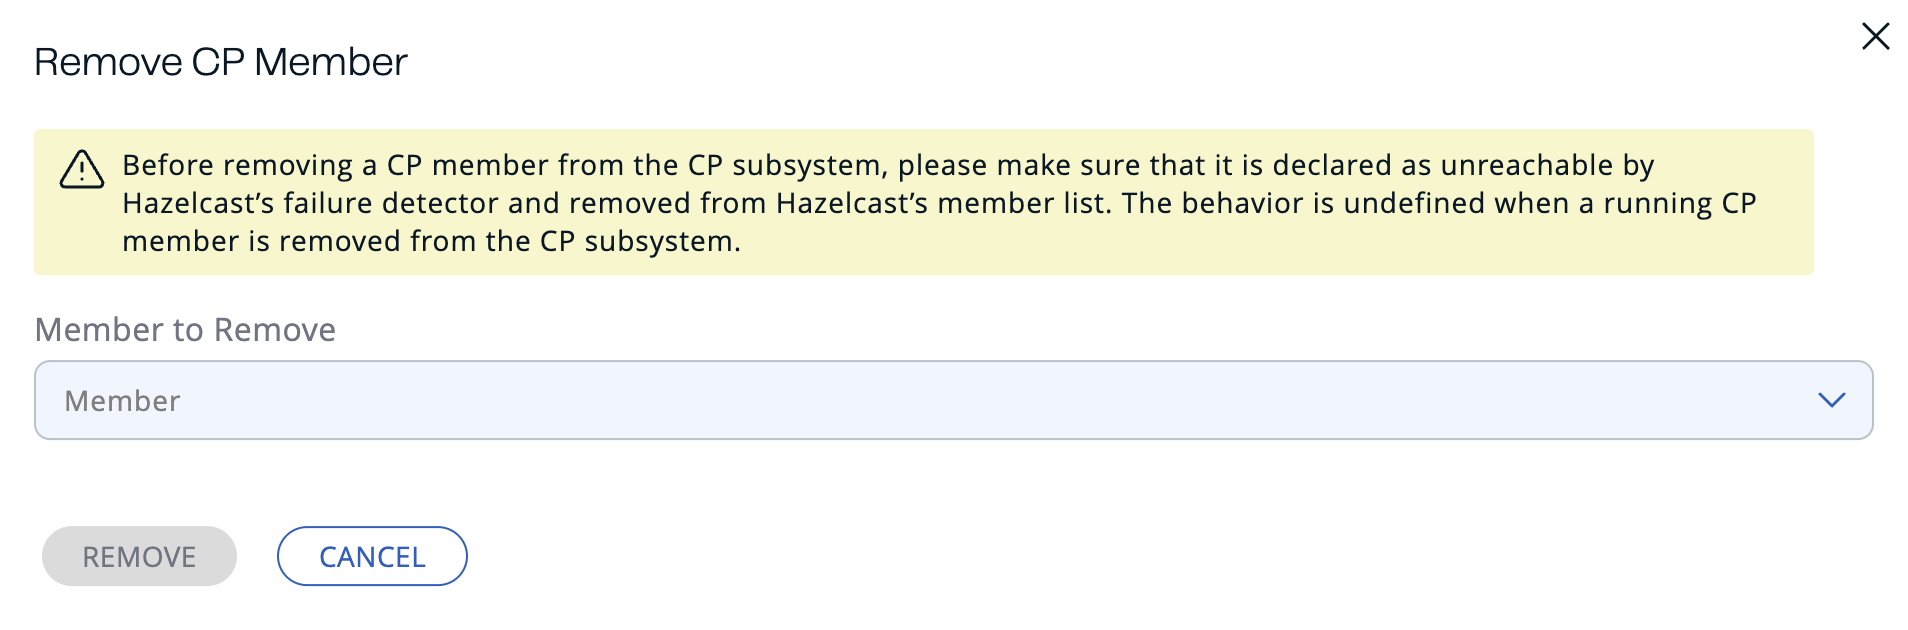 Remove CP Member
Before removing a CP member from the CP subsystem, please make sure that it is declared as unreachable by
Hazelcast’s failure detector and removed from Hazelcast’s member list. The behavior is undefined when a running CP
member is removed from the CP subsystem.
Member to Remove
Member
REMOVE
CANCEL